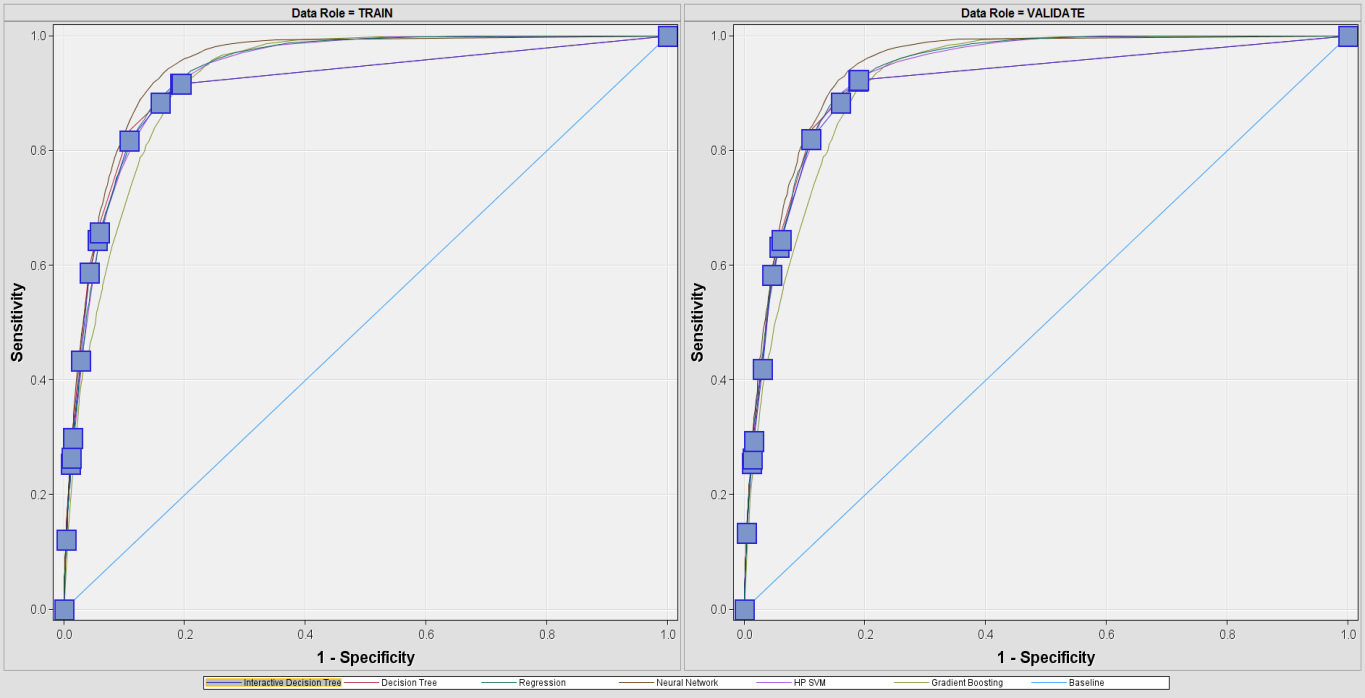 Data Role = TRAIN
Data Role = VALIDATE
1.0
0.8
0.6
0.4
0.2
0.0
Sensitivity
0.0 0.2 0.4 0.6 0.8 1.0
1 - Specificity
1.0
0.8
0.6
0.4
0.2
0.0
Sensitivity
0.0 0.2 0.4 0.6 0.8 1.0
1 - Specificity
Interactive Decision Tree Decision Tree Regression Neural Network HP SVM Gradient Boosting Baseline